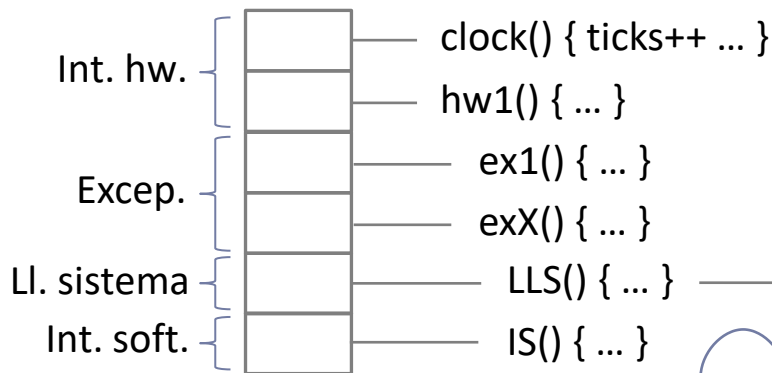 Int. hw.
clock() { ticks++ … }
hw1() { … }
Excep.
ex1() { … }
exX() { … }
Ll. sistema
LLS() { … }
Int. soft.
IS() { … }